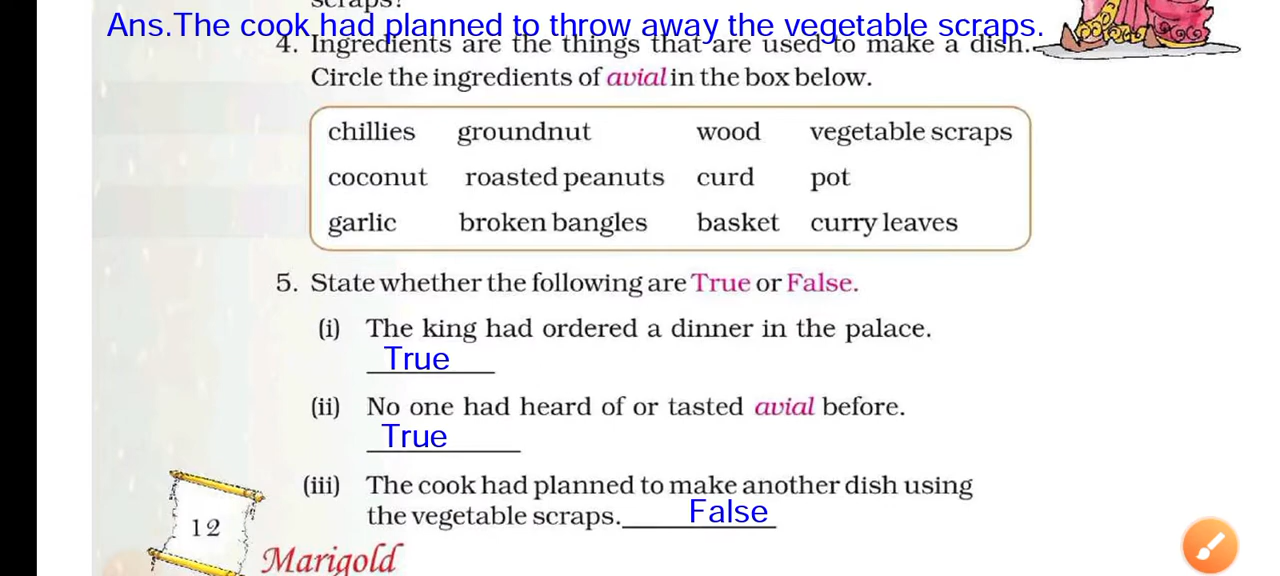 scraps?
Ans.The cook had planned to throw away the vegetable scraps.
4. Ingredients are the things that are used to make a dish.
Circle the ingredients of avial in the box below.
chillies groundnut wood vegetable scraps
coconut roasted peanuts curd pot
garlic broken bangles basket curry leaves
5. State whether the following are True or False.
(i) The king had ordered a dinner in the palace.
True
(ii) No one had heard of or tasted avial before.
True
(iii) The cook had planned to make another dish using
the vegetable scraps. False
12
Marigold